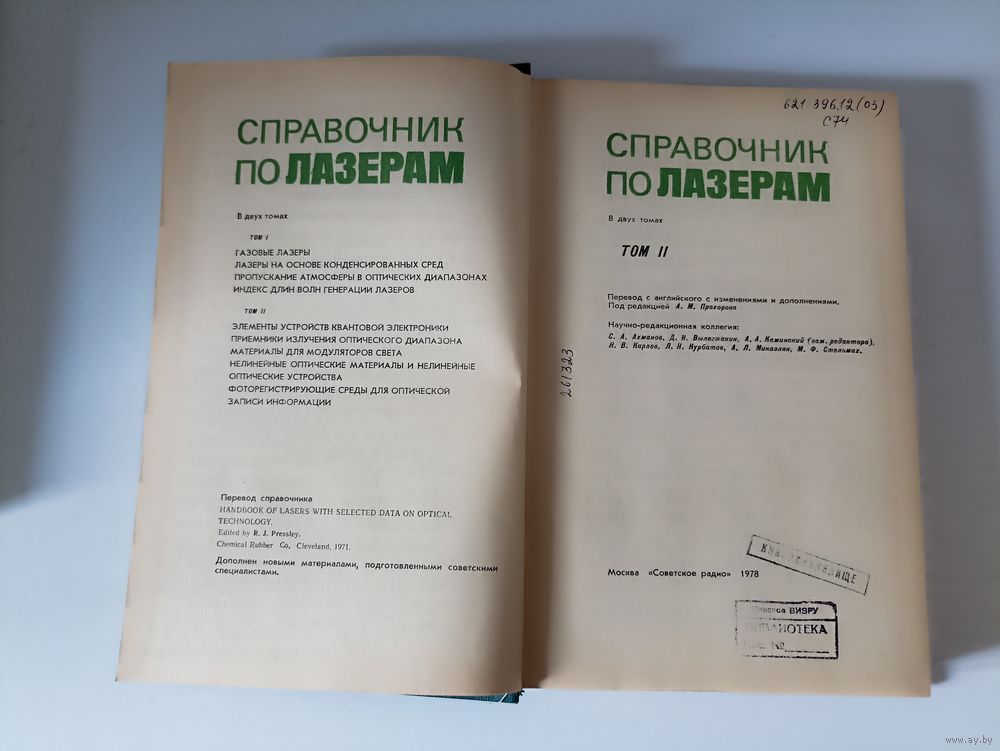 СПРАВОЧНИК
ПО ЛАЗЕРАМ
В двух томах
ТОМ I
ГАЗОВЫЕ ЛАЗЕРЫ
ЛАЗЕРЫ НА ОСНОВЕ КОНДЕНСИРОВАННЫХ СРЕД
ПРОПУСКАНИЕ АТМОСФЕРЫ В ОПТИЧЕСКИХ ДИАПАЗОНАХ
ИНДЕКС ДЛИН ВОЛН ГЕНЕРАЦИИ ЛАЗЕРОВ
ТОМ II
ЭЛЕМЕНТЫ УСТРОЙСТВ КВАНТОВОЙ ЭЛЕКТРОНИКИ
ПРИЕМНИКИ ИЗЛУЧЕНИЯ ОПТИЧЕСКОГО ДИАПАЗОНА
МАТЕРИАЛЫ ДЛЯ МОДУЛЯТОРОВ СВЕТА
НЕЛИНЕЙНЫЕ ОПТИЧЕСКИЕ МАТЕРИАЛЫ И НЕЛИНЕЙНЫЕ
ОПТИЧЕСКИЕ УСТРОЙСТВА
ФОТОРЕГИСТРИРУЮЩИЕ СРЕДЫ ДЛЯ ОПТИЧЕСКОЙ
ЗАПИСИ ИНФОРМАЦИИ
Перевод справочника
HANDBOOK OF LASERS WITH SELECTED DATA ON OPTICAL
TECHNOLOGY.
Edited by R. J. Pressley.
Chemical Rubber Co, Cleveland, 1971.
Дополнен новыми материалами, подготовленными советскими
специалистами.
621.396.12(03)
С74
СПРАВОЧНИК
ПО ЛАЗЕРАМ
В двух томах
ТОМ II
Перевод с английского с изменениями и дополнениями.
Под редакцией А. М. Прохорова
Научно-редакционная коллегия:
С. А. Ахманов, Д. Н. Вылегжанин, А. А. Каминский (зам. редактора),
Н. В. Карлов, Л. Н. Курбатов, А. Л. Микаэлян, М. Ф. Стельмах.
261323
КНИГОХРАНИЛИЩЕ
Москва «Советское радио» 1978
Минское ВИЗРУ
БИБЛИОТЕКА
www.ay.by